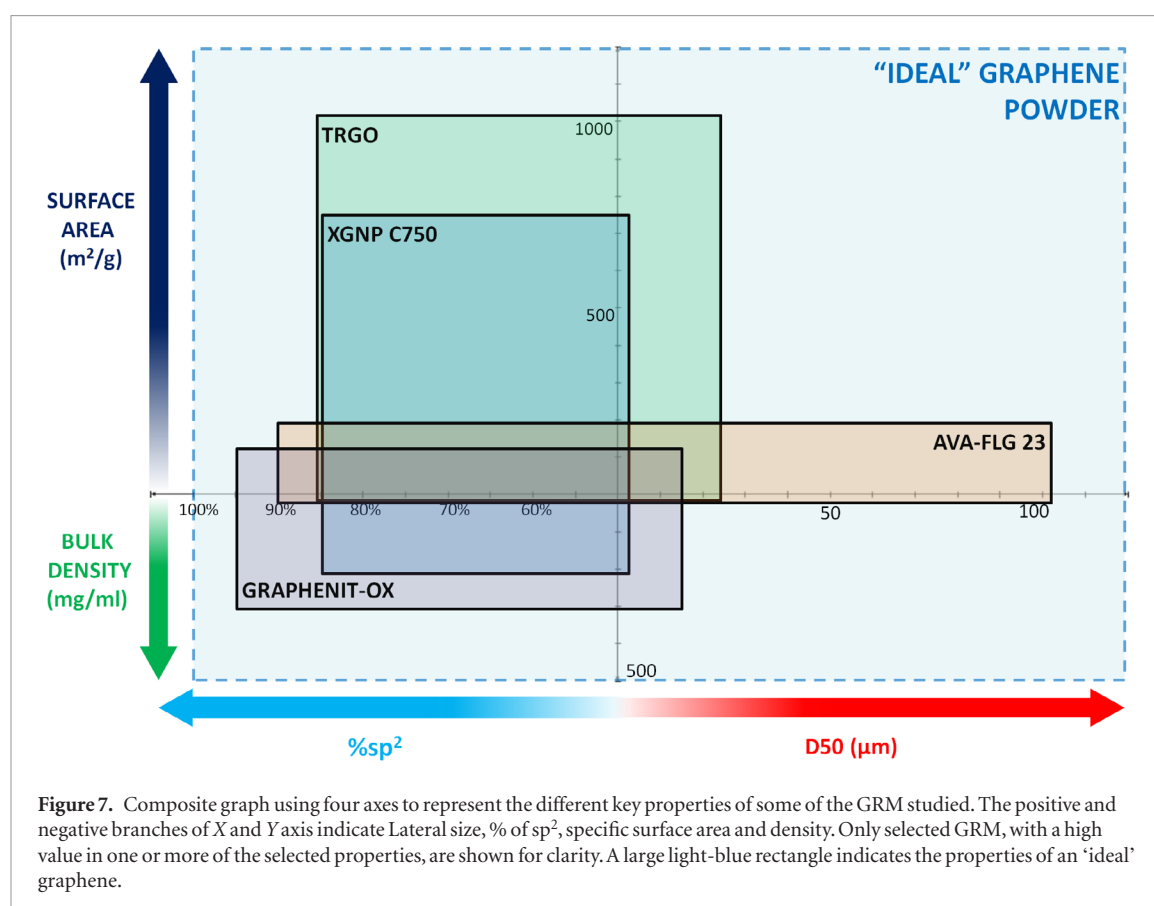 “IDEAL” GRAPHENE
POWDER
TRGO
1000
SURFACE
AREA
(m²/g)
XGNP C750
500
AVA-FLG 23
100%
90%
80%
70%
60%
50
100
BULK
DENSITY
(mg/ml)
GRAPHENIT-OX
500
%sp²
D50 (µm)
Figure 7. Composite graph using four axes to represent the different key properties of some of the GRM studied. The positive and
negative branches of X and Y axis indicate Lateral size, % of sp², specific surface area and density. Only selected GRM, with a high
value in one or more of the selected properties, are shown for clarity. A large light-blue rectangle indicates the properties of an ‘ideal’
graphene.